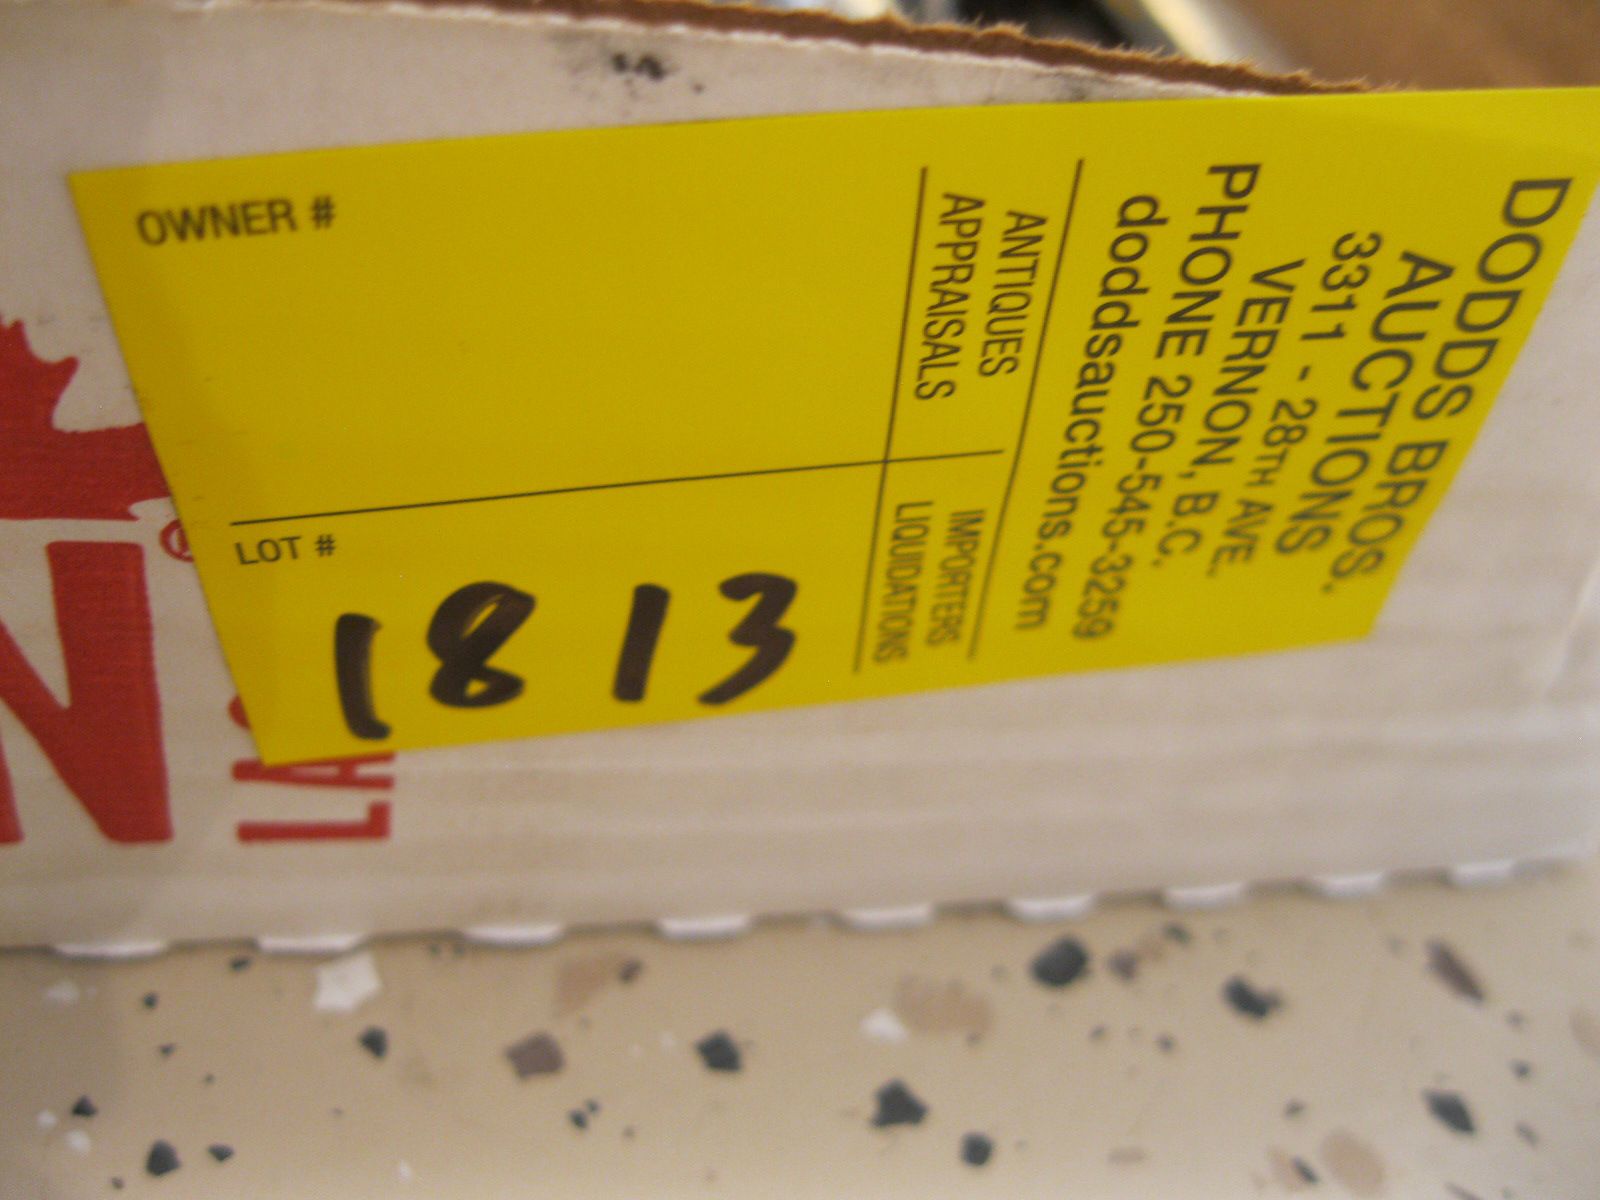 DODDS BROS.
AUCTIONS
3311 - 28TH AVE.
VERNON, B.C.
PHONE 250-545-3259
doddsauctions.com
ANTIQUES
APPRAISALS
IMPORTERS
LIQUIDATIONS
OWNER #
LOT #
1813